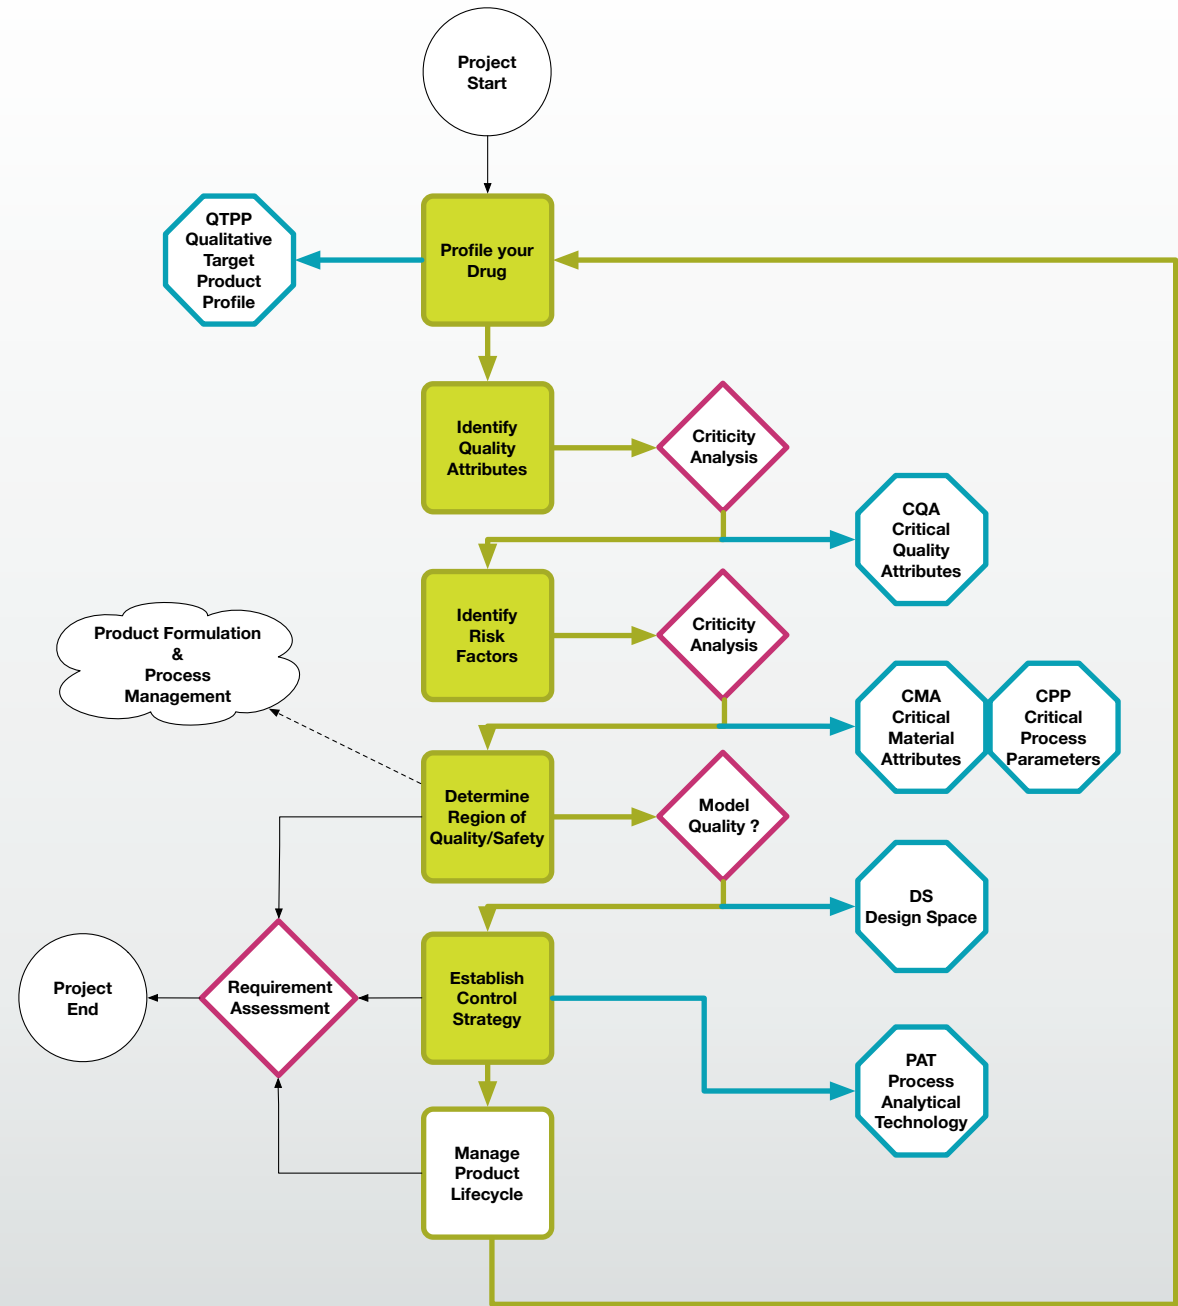 Project
Start
QTPP
Qualitative
Target
Product
Profile
Profile your
Drug
Identify
Quality
Attributes
Criticity
Analysis
CQA
Critical
Quality
Attributes
Identify
Risk
Factors
Criticity
Analysis
Product Formulation
&
Process
Management
CMA
Critical
Material
Attributes
CPP
Critical
Process
Parameters
Determine
Region of
Quality/Safety
Model
Quality ?
DS
Design Space
Project
End
Requirement
Assessment
Establish
Control
Strategy
PAT
Process
Analytical
Technology
Manage
Product
Lifecycle